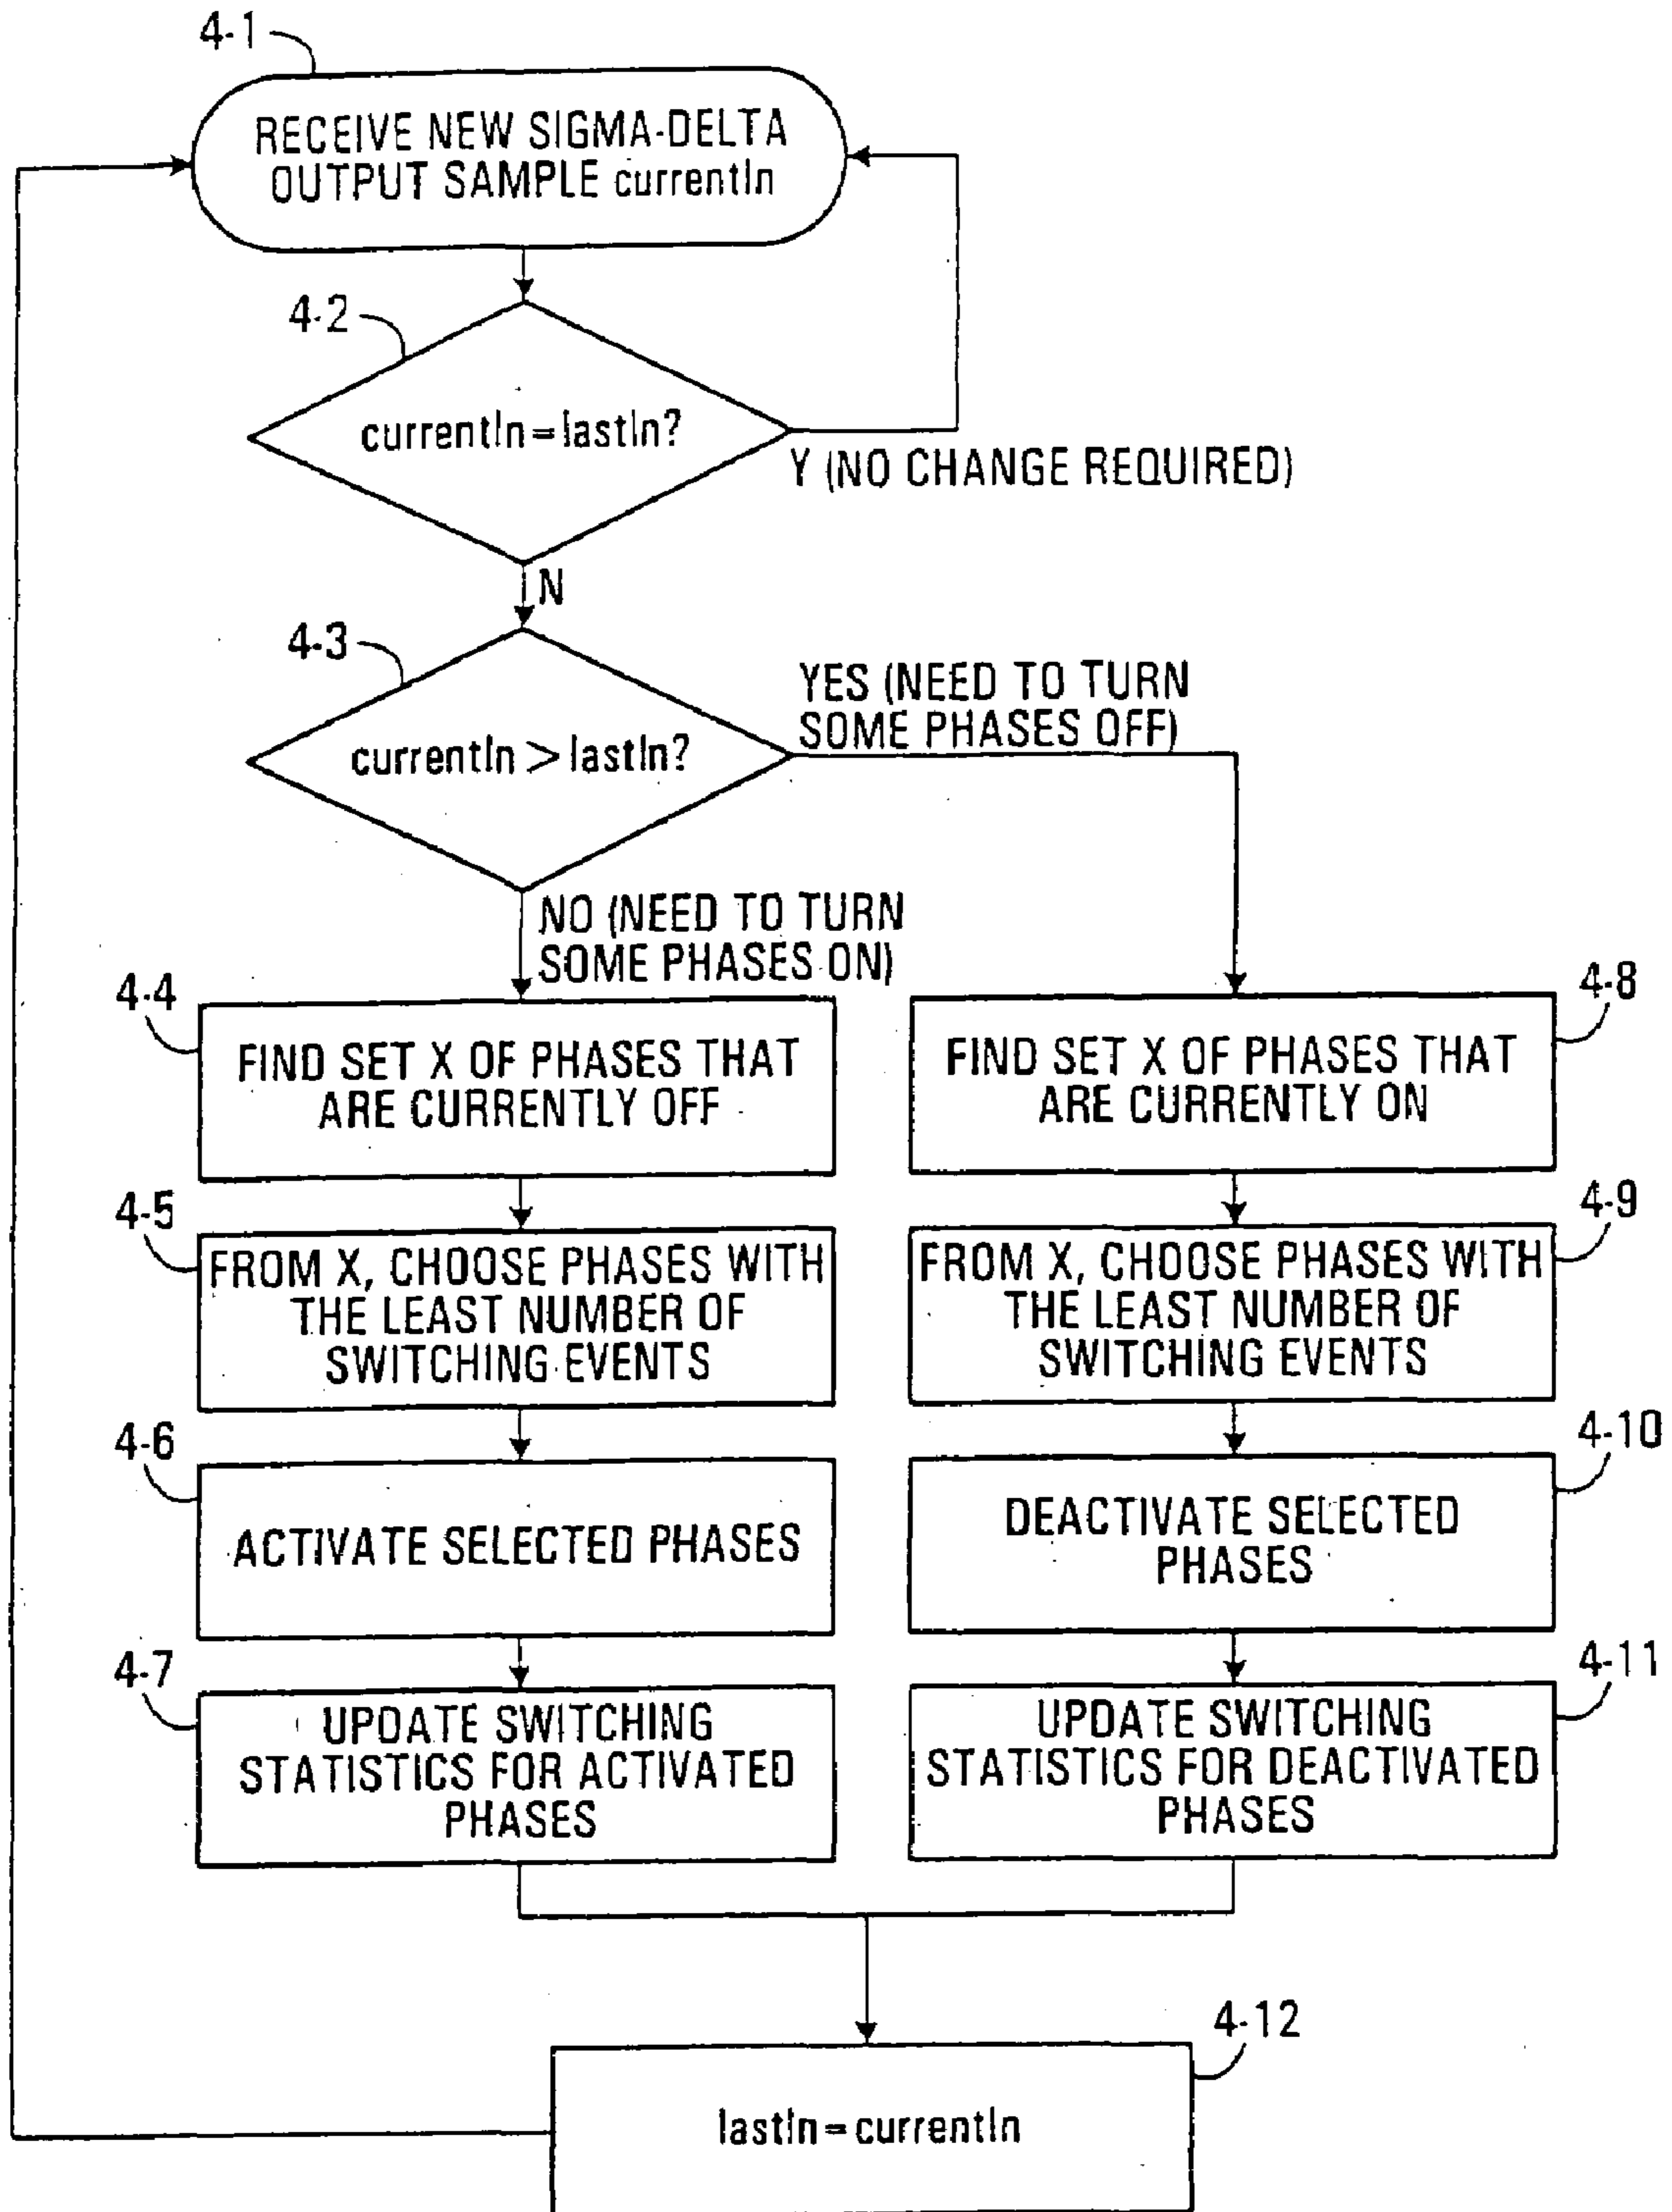 4-1
RECEIVE NEW SIGMA-DELTA
OUTPUT SAMPLE currentIn
4-2
currentIn=lastIn?
Y (NO CHANGE REQUIRED)
N
4-3
YES (NEED TO TURN
SOME PHASES OFF)
currentIn > lastIn?
NO (NEED TO TURN
SOME PHASES ON)
4-4
FIND SET X OF PHASES THAT
ARE CURRENTLY OFF
4-8
FIND SET X OF PHASES THAT
ARE CURRENTLY ON
4-5
FROM X, CHOOSE PHASES WITH
THE LEAST NUMBER OF
SWITCHING EVENTS
4-9
FROM X, CHOOSE PHASES WITH
THE LEAST NUMBER OF
SWITCHING EVENTS
4-6
ACTIVATE SELECTED PHASES
4-10
DEACTIVATE SELECTED
PHASES
4-7
UPDATE SWITCHING
STATISTICS FOR ACTIVATED
PHASES
4-11
UPDATE SWITCHING
STATISTICS FOR DEACTIVATED
PHASES
4-12
lastIn=currentIn